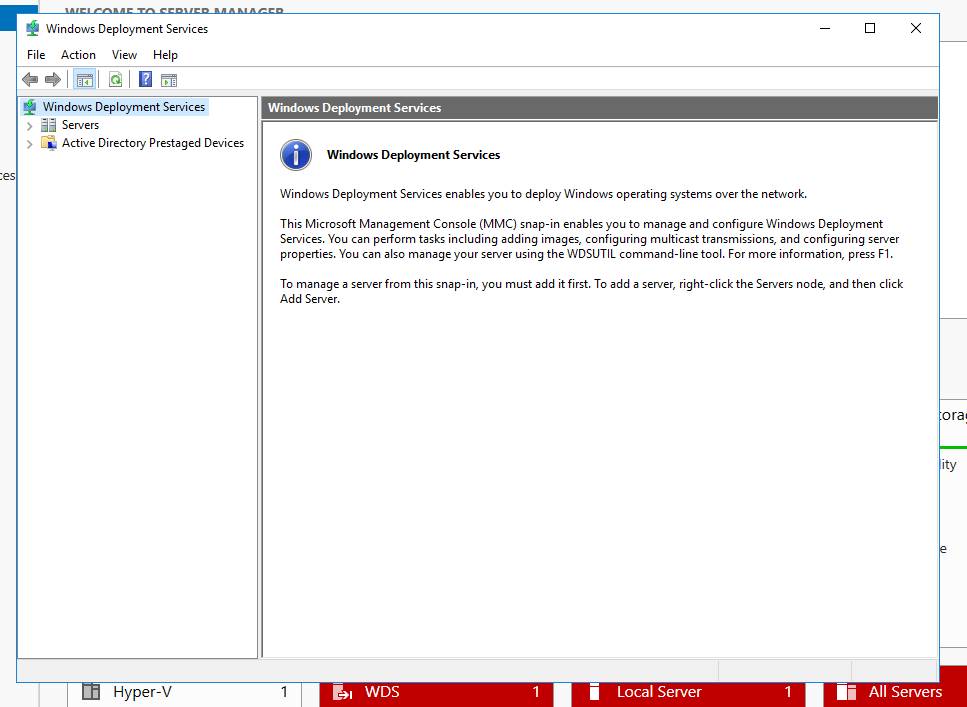 WELCOME TO SERVER MANAGER
Windows Deployment Services
File Action View Help
Windows Deployment Services
Servers
Active Directory Prestaged Devices
Windows Deployment Services
Windows Deployment Services
Windows Deployment Services enables you to deploy Windows operating systems over the network.
This Microsoft Management Console (MMC) snap-in enables you to manage and configure Windows Deployment
Services. You can perform tasks including adding images, configuring multicast transmissions, and configuring server
properties. You can also manage your server using the WDSUTIL command-line tool. For more information, press F1.
To manage a server from this snap-in, you must add it first. To add a server, right-click the Servers node, and then click
Add Server.
Hyper-V 1
WDS 1
Local Server 1
All Servers